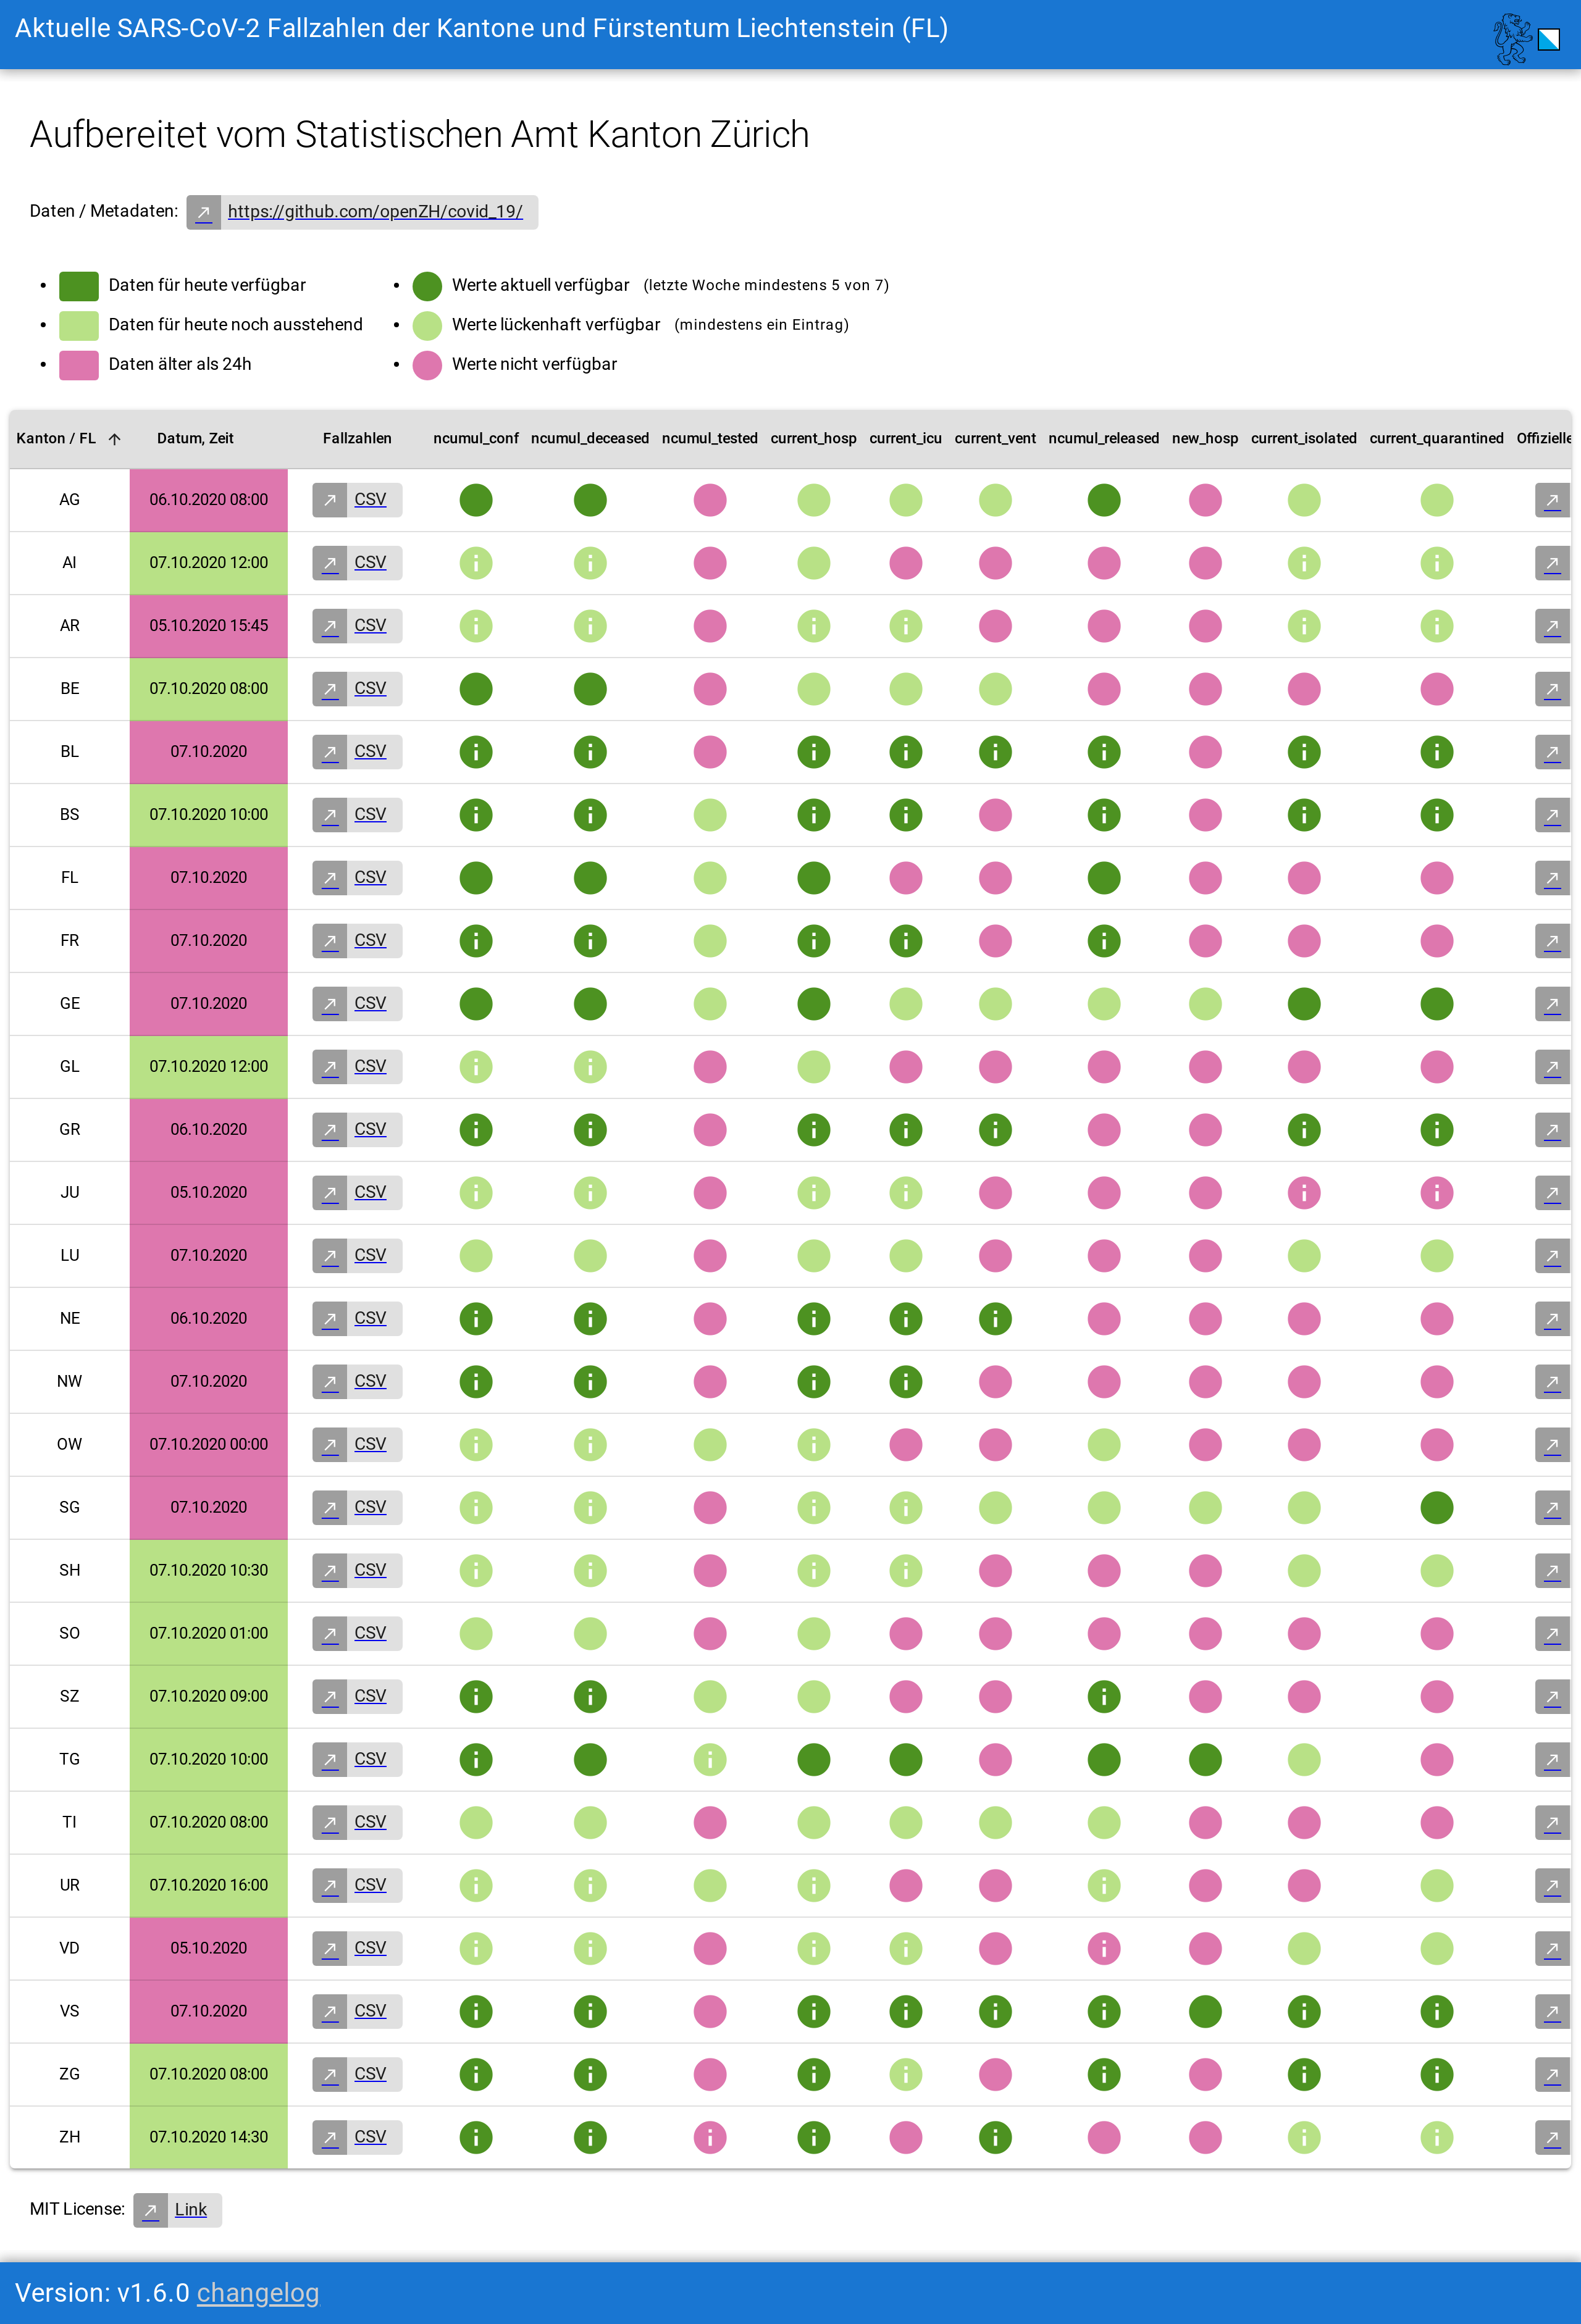 Aktuelle SARS-CoV-2 Fallzahlen der Kantone und Fürstentum Liechtenstein (FL)
Aufbereitet vom Statistischen Amt Kanton Zürich
Daten / Metadaten: https://github.com/openZH/covid_19/
Daten für heute verfügbar
Daten für heute noch ausstehend
Daten älter als 24h
Werte aktuell verfügbar (letzte Woche mindestens 5 von 7)
Werte lückenhaft verfügbar (mindestens ein Eintrag)
Werte nicht verfügbar
Kanton / FL Datum, Zeit Fallzahlen ncumul_conf ncumul_deceased ncumul_tested current_hosp current_icu current_vent ncumul_released new_hosp current_isolated current_quarantined Offizielle
AG 06.10.2020 08:00 CSV
AI 07.10.2020 12:00 CSV
AR 05.10.2020 15:45 CSV
BE 07.10.2020 08:00 CSV
BL 07.10.2020 CSV
BS 07.10.2020 10:00 CSV
FL 07.10.2020 CSV
FR 07.10.2020 CSV
GE 07.10.2020 CSV
GL 07.10.2020 12:00 CSV
GR 06.10.2020 CSV
JU 05.10.2020 CSV
LU 07.10.2020 CSV
NE 06.10.2020 CSV
NW 07.10.2020 CSV
OW 07.10.2020 00:00 CSV
SG 07.10.2020 CSV
SH 07.10.2020 10:30 CSV
SO 07.10.2020 01:00 CSV
SZ 07.10.2020 09:00 CSV
TG 07.10.2020 10:00 CSV
TI 07.10.2020 08:00 CSV
UR 07.10.2020 16:00 CSV
VD 05.10.2020 CSV
VS 07.10.2020 CSV
ZG 07.10.2020 08:00 CSV
ZH 07.10.2020 14:30 CSV
MIT License: Link
Version: v1.6.0 changelog